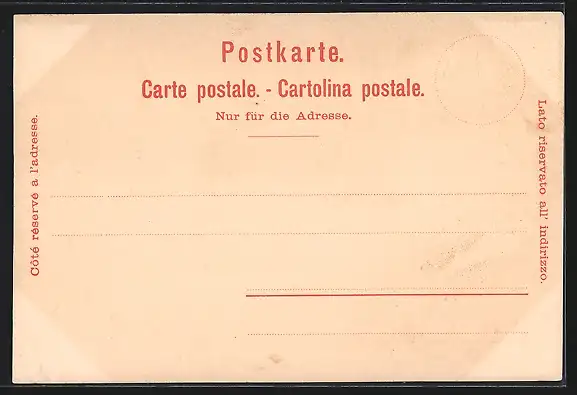 Postkarte.
Carte postale. - Cartolina postale.
Nur für die Adresse.
Côté réservé a l'adresse.
Lato riservato all' indirizzo.